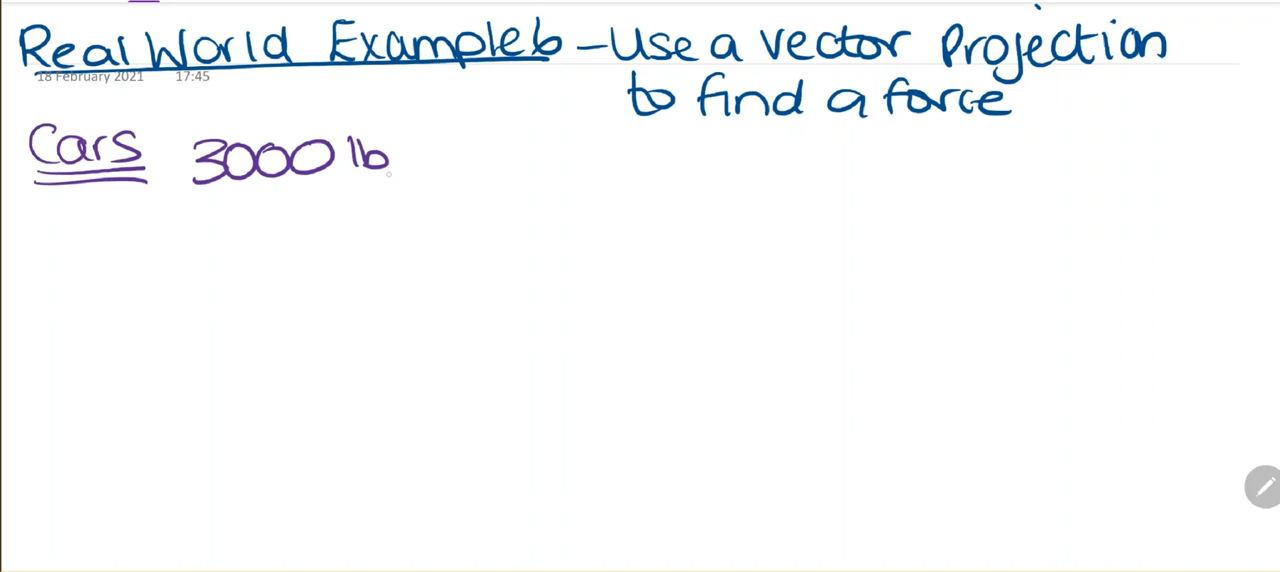 Real World Example 6 - Use a vector Projection
to find a force
18 February 2021 17:45
Cars 3000 lb